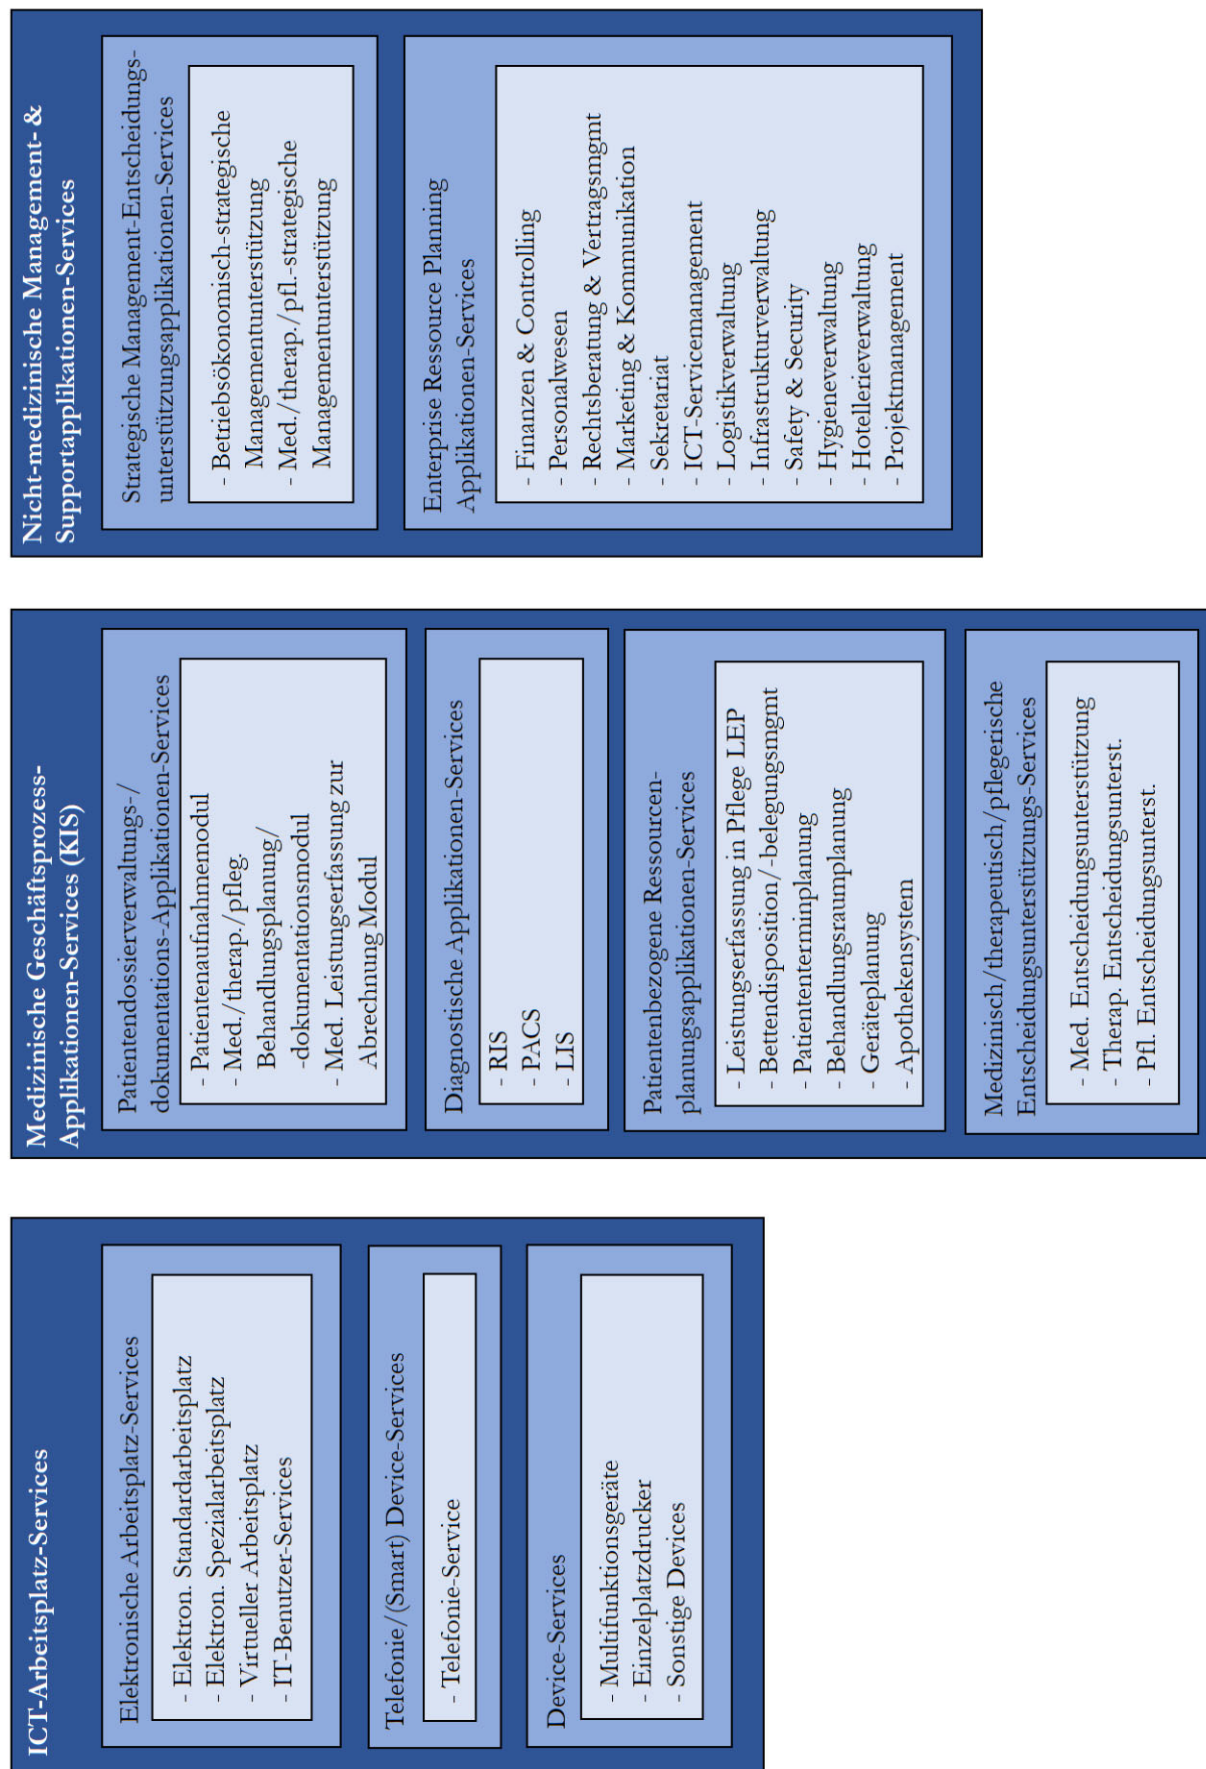 ICT-Arbeitsplatz-Services
Elektronische Arbeitsplatz-Services
- Elektron. Standardarbeitsplatz
- Elektron. Spezialarbeitsplatz
- Virtueller Arbeitsplatz
- IT-Benutzer-Services
Telefonie/(Smart) Device-Services
- Telefonie-Service
Device-Services
- Multifunktionsgeräte
- Einzelplatzdrucker
- Sonstige Devices
Medizinische Geschäftsprozess-
Applikationen-Services (KIS)
Patientendossierverwaltungs-/
dokumentations-Applikationen-Services
- Patientenaufnahmemodul
- Med./therap./pfleg.
Behandlungsplanung/
-dokumentationsmodul
- Med. Leistungserfassung zur
Abrechnung Modul
Diagnostische Applikationen-Services
- RIS
- PACS
- LIS
Patientenbezogene Ressourcen-
planungsapplikationen-Services
- Leistungserfassung in Pflege LEP
- Bettendisposition/-belegungsmgmt
- Patiententerminplanung
- Behandlungsraumplanung
- Geräteplanung
- Apothekensystem
Medizinisch/therapeutisch/pflegerische
Entscheidungsunterstützungs-Services
- Med. Entscheidungsunterstützung
- Therap. Entscheidungsunterst.
- Pfl. Entscheidungsunterst.
Nicht-medizinische Management- &
Supportapplikationen-Services
Strategische Management-Entscheidungs-
unterstützungsapplikationen-Services
- Betriebsökonomisch-strategische
Managementunterstützung
- Med./therap./pfl.-strategische
Managementunterstützung
Enterprise Ressource Planning
Applikationen-Services
- Finanzen & Controlling
- Personalwesen
- Rechtsberatung & Vertragsmgmt
- Marketing & Kommunikation
- Sekretariat
- ICT-Servicemanagement
- Logistikverwaltung
- Infrastrukturverwaltung
- Safety & Security
- Hygieneverwaltung
- Hotellerieverwaltung
- Projektmanagement